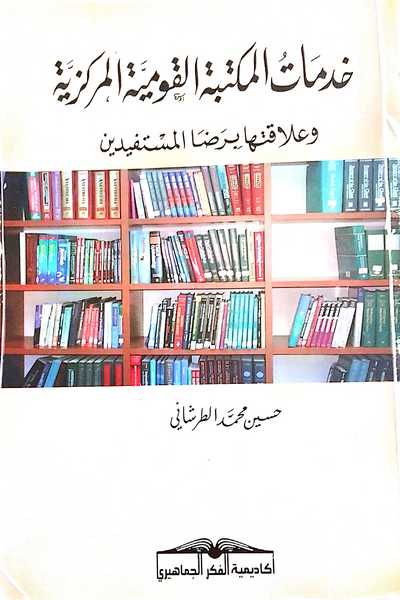 خدمات المكتبة القومية المركزية
وعلاقتها برضا المستفيدين
حسين محمد الطرشاني
أكاديمية الفكر الجماهيري